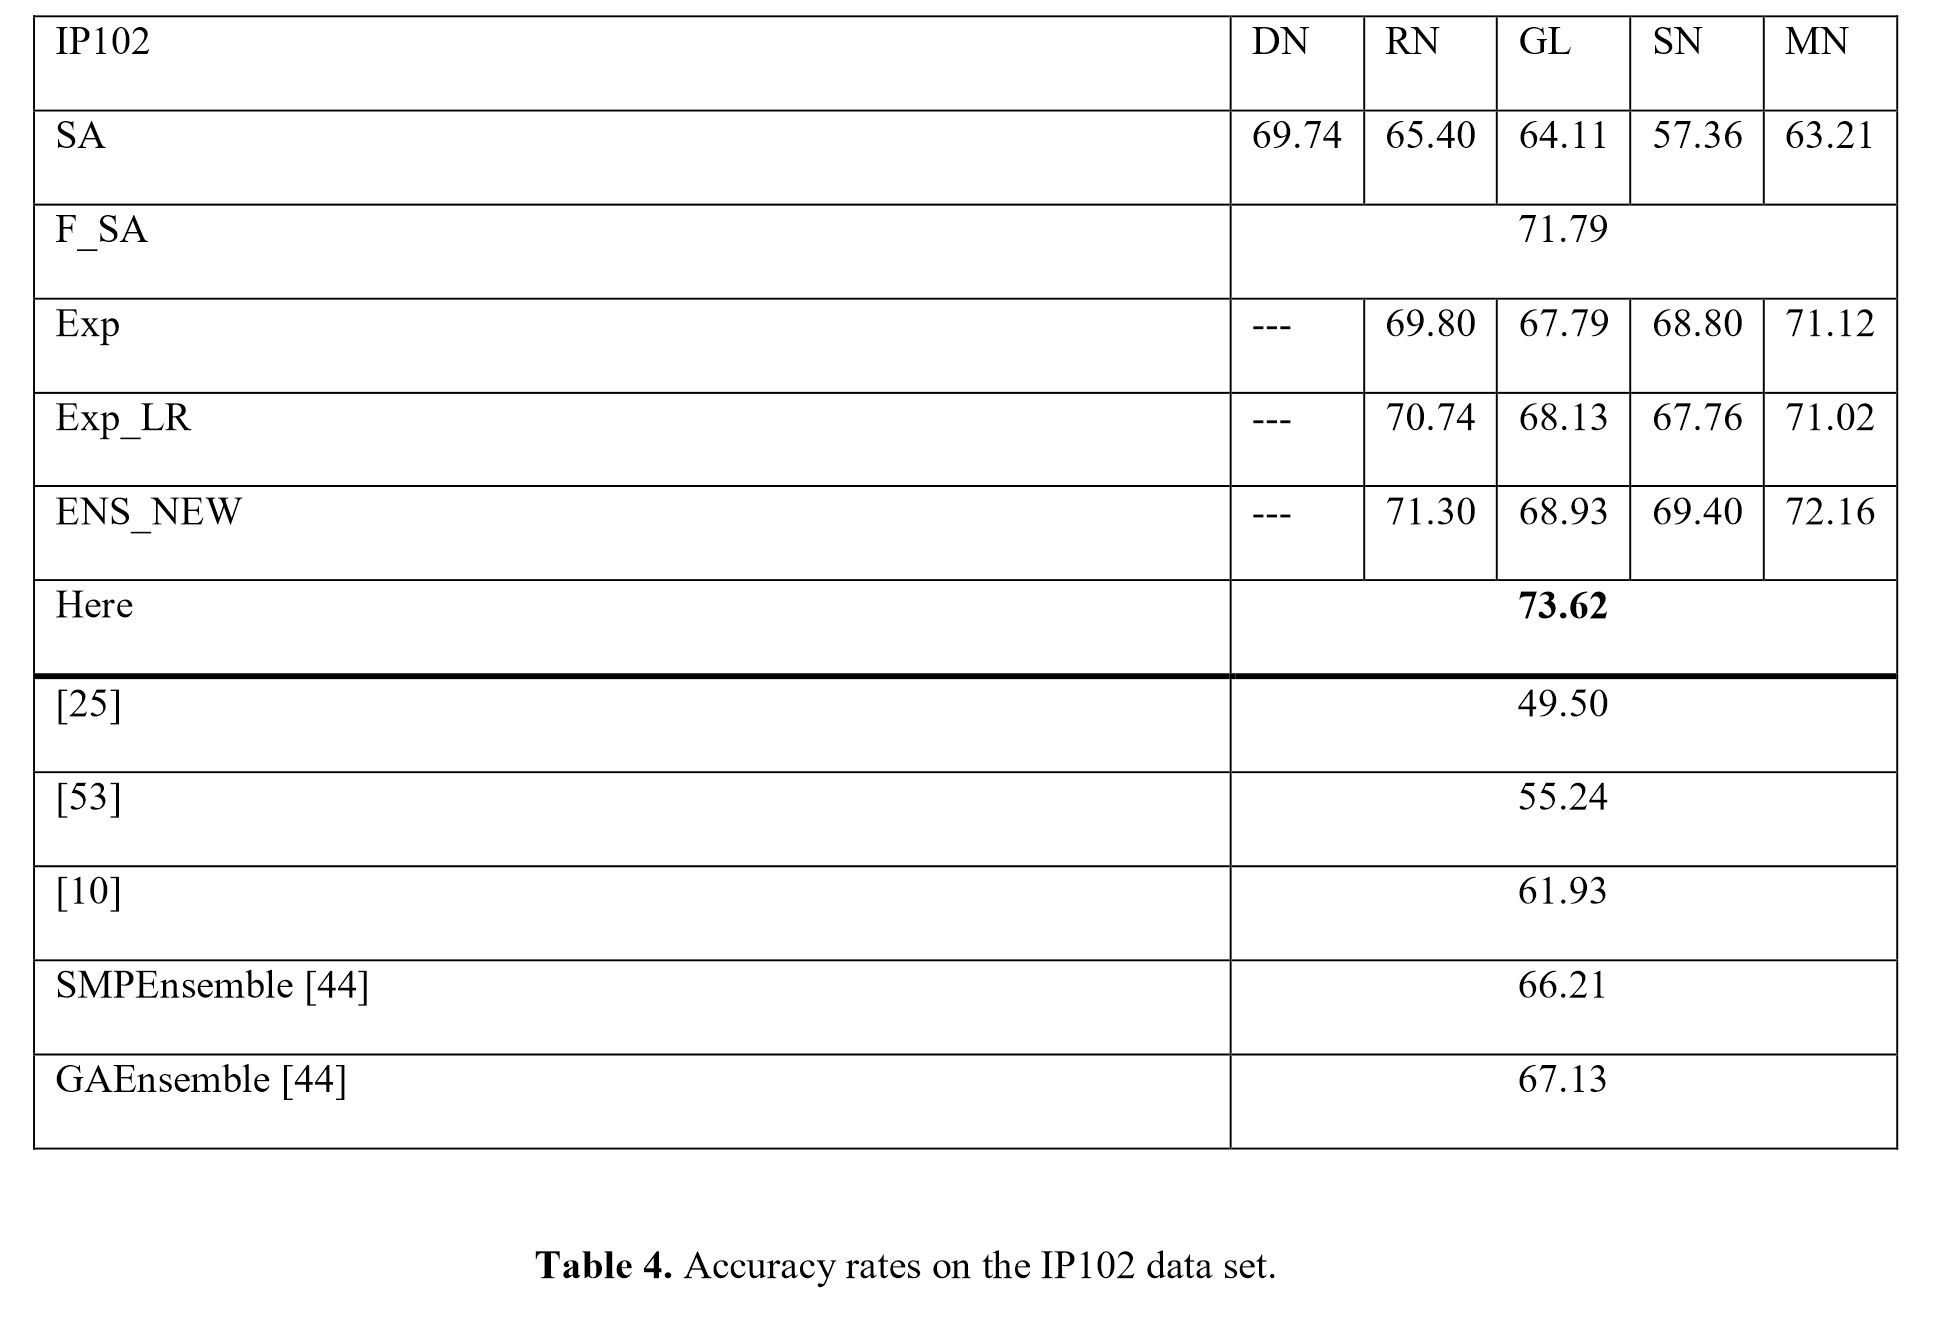 IP102 DN RN GL SN MN
SA 69.74 65.40 64.11 57.36 63.21
F_SA 71.79
Exp --- 69.80 67.79 68.80 71.12
Exp_LR --- 70.74 68.13 67.76 71.02
ENS_NEW --- 71.30 68.93 69.40 72.16
Here 73.62
[25] 49.50
[53] 55.24
[10] 61.93
SMPEnsemble [44] 66.21
GAEnsemble [44] 67.13
Table 4. Accuracy rates on the IP102 data set.